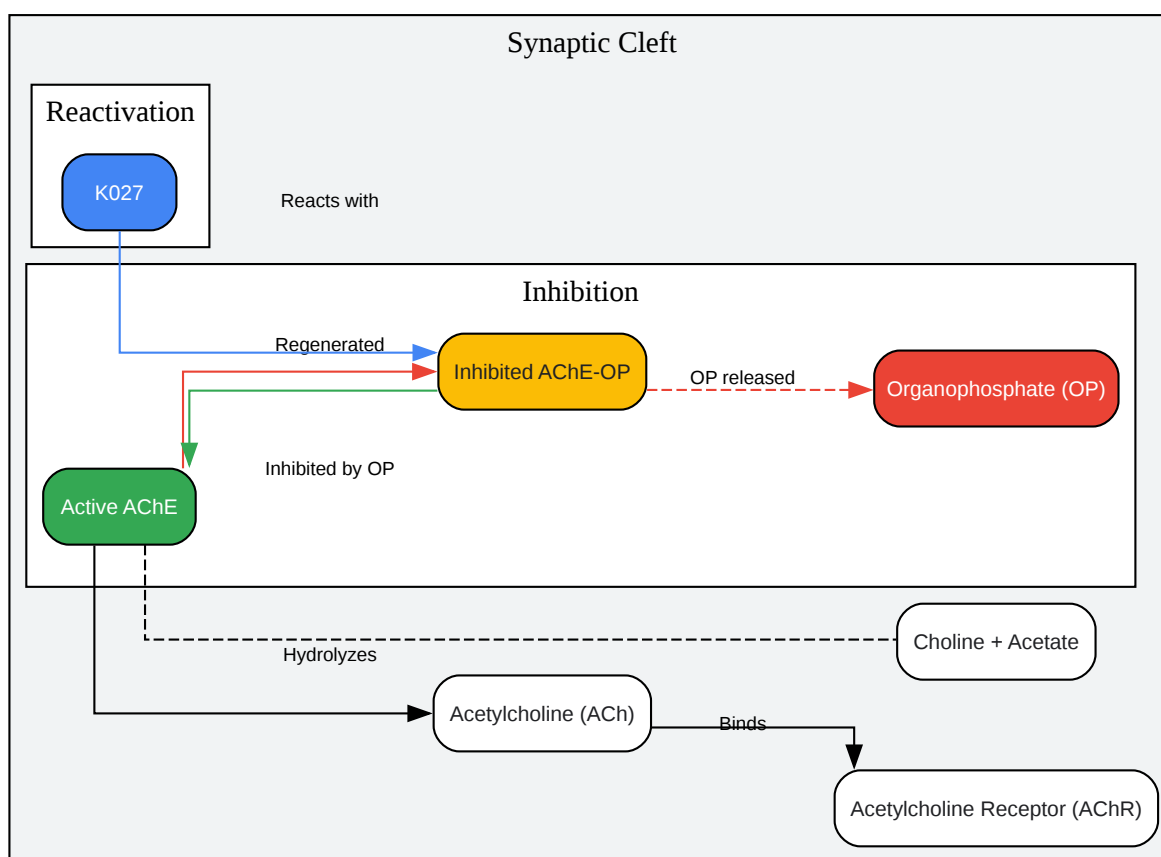 Synaptic Cleft
Reactivation
K027
Reacts with
Inhibition
Regenerated
Inhibited AChE-OP
OP released
Organophosphate (OP)
Inhibited by OP
Active AChE
Choline + Acetate
Hydrolyzes
Acetylcholine (ACh)
Binds
Acetylcholine Receptor (AChR)